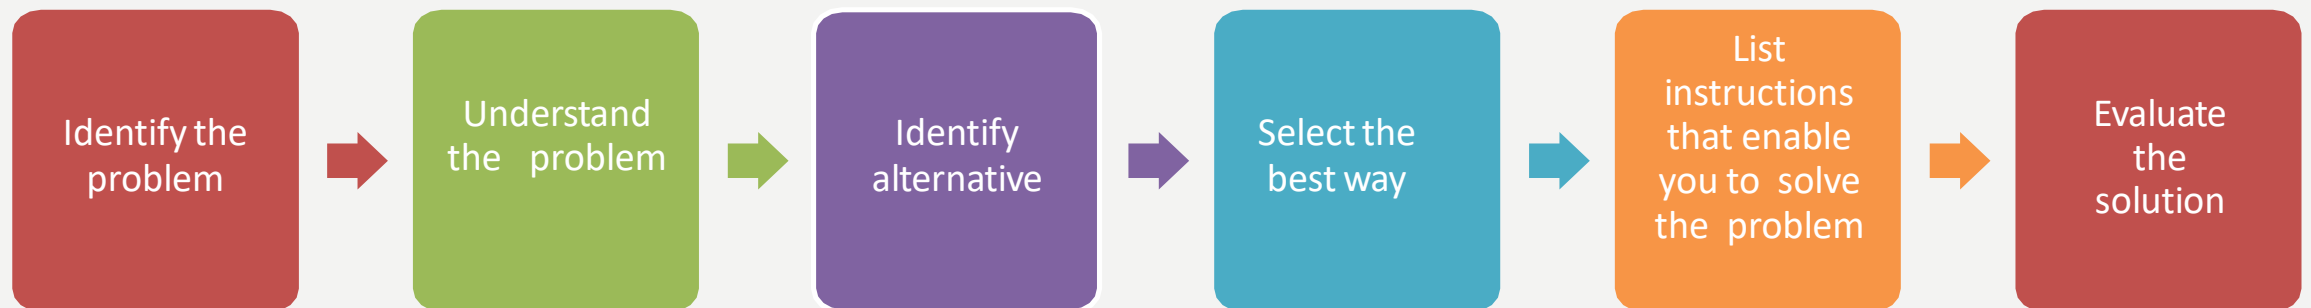 Identify the
problem
Understand
the problem
Identify
alternative
Select the
best way
List
instructions
that enable
you to solve
the problem
Evaluate
the
solution